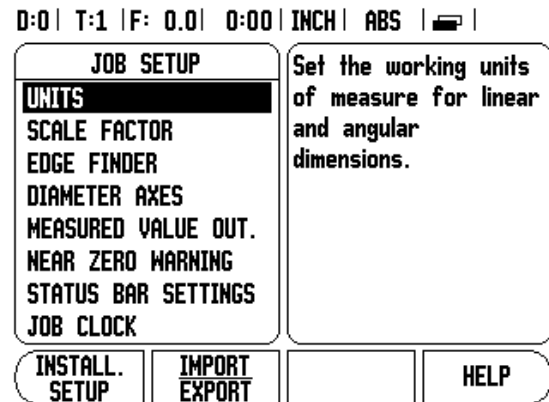 D:0| T:1 |F: 0.0| 0:00| INCH| ABS | |
JOB SETUP
UNITS
SCALE FACTOR
EDGE FINDER
DIAMETER AXES
MEASURED VALUE OUT.
NEAR ZERO WARNING
STATUS BAR SETTINGS
JOB CLOCK
Set the working units
of measure for linear
and angular
dimensions.
INSTALL.
SETUP
IMPORT
EXPORT
HELP